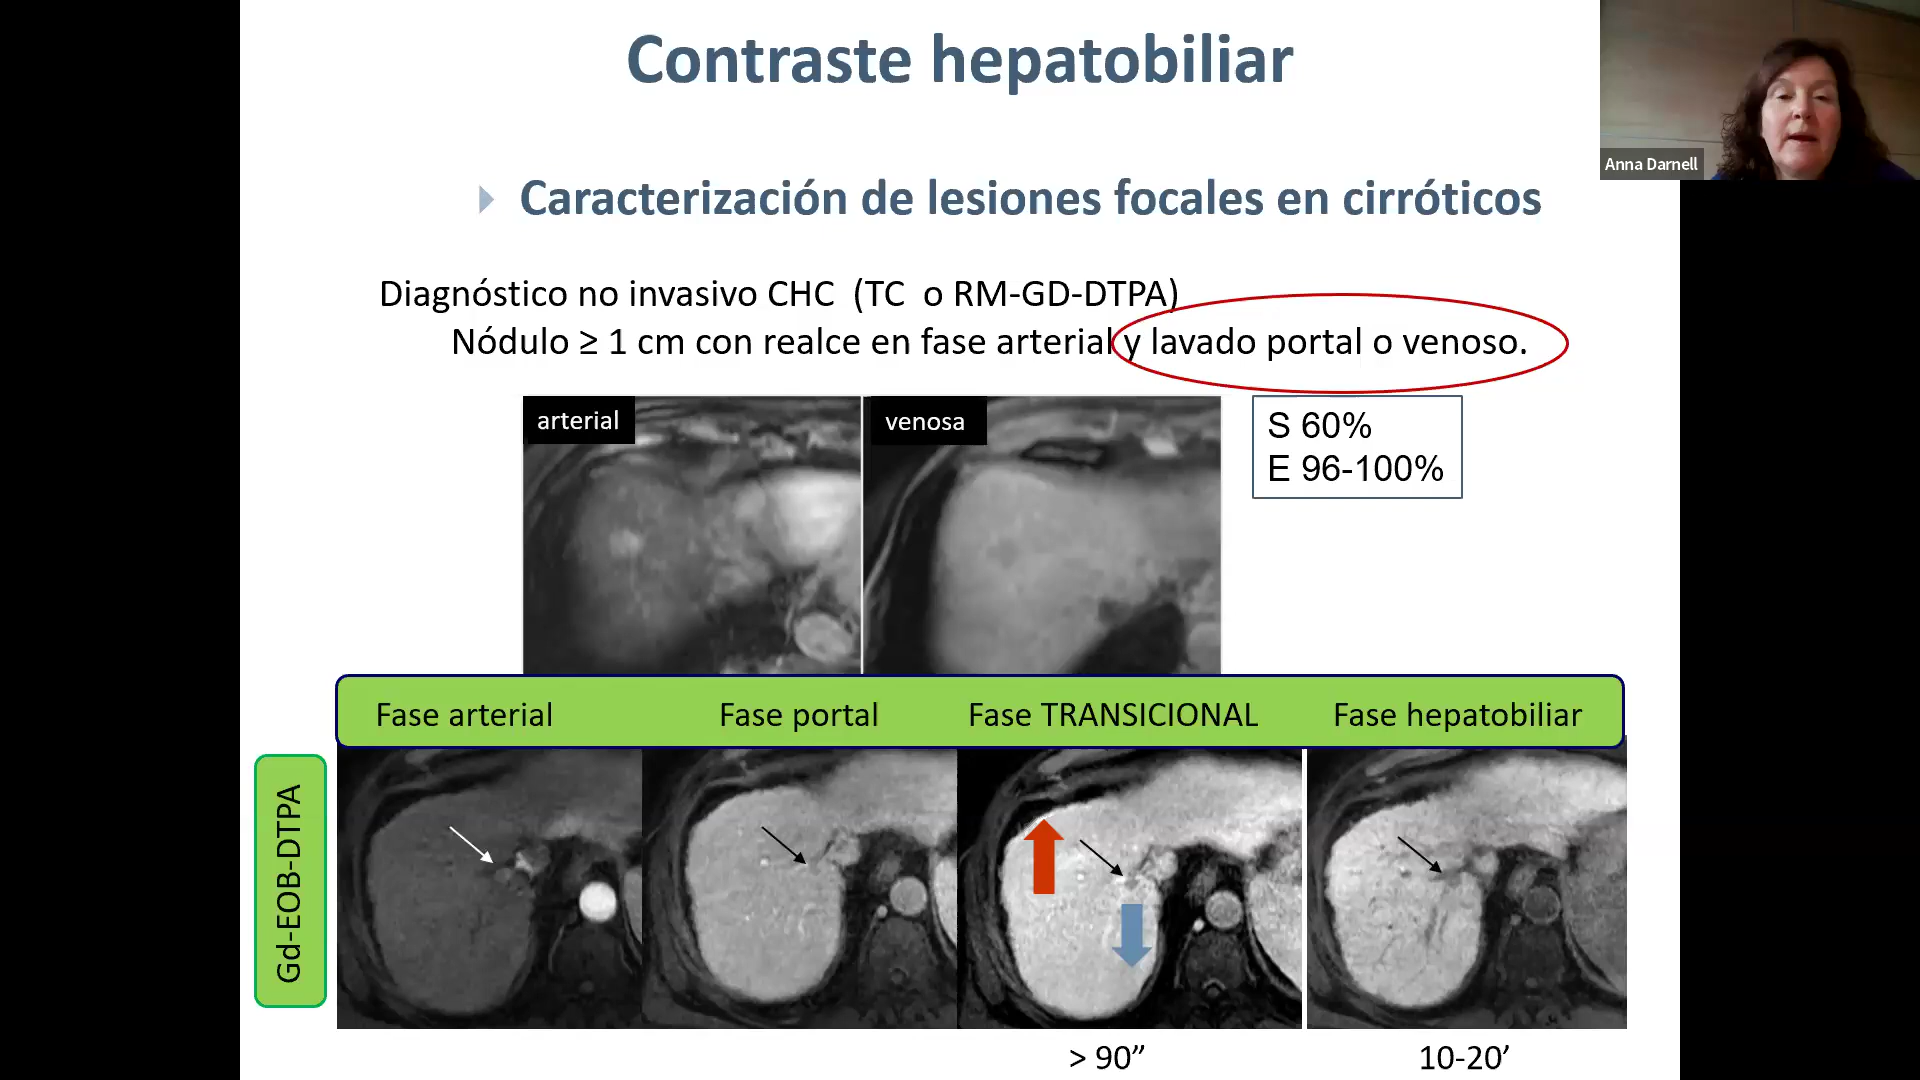 Contraste hepatobiliar
Anna Darnell
Caracterización de lesiones focales en cirróticos
Diagnóstico no invasivo CHC (TC o RM-GD-DTPA)
Nódulo ≥ 1 cm con realce en fase arterial y lavado portal o venoso.
arterial
venosa
S 60%
E 96-100%
Fase arterial
Fase portal
Fase TRANSICIONAL
Fase hepatobiliar
Gd-EOB-DTPA
> 90”
10-20’